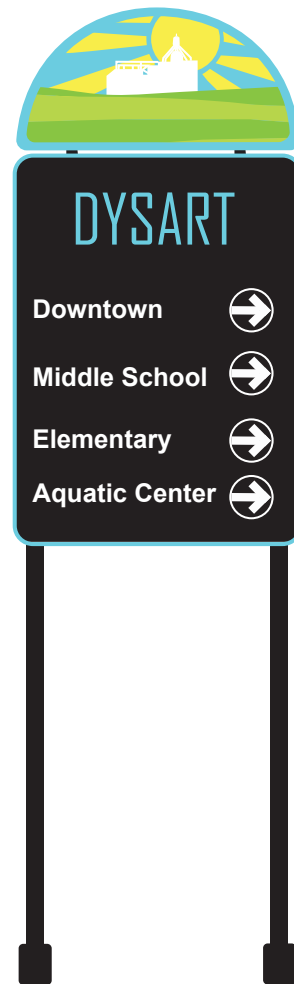 DYSART
Downtown
Middle School
Elementary
Aquatic Center